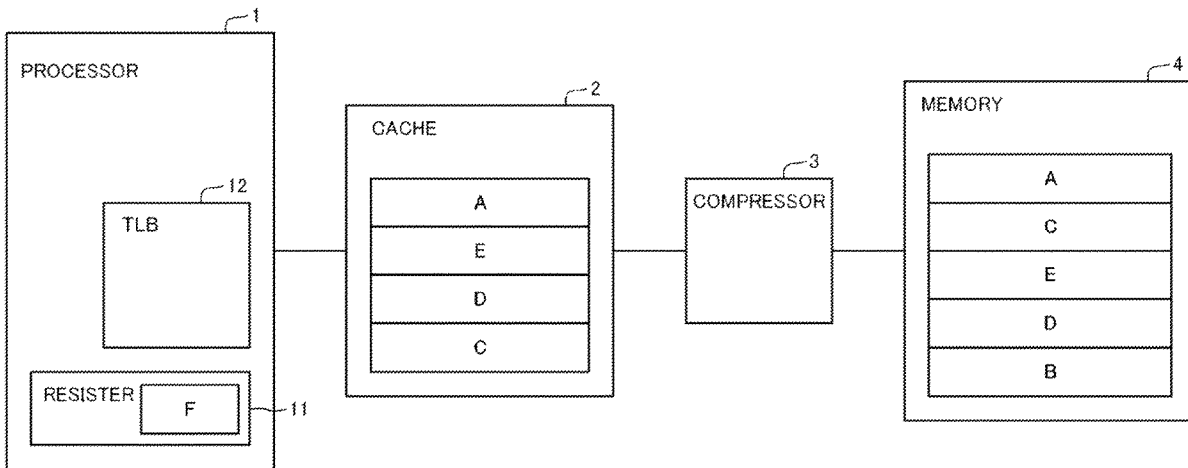 1
PROCESSOR
12
TLB
RESISTER
F
11
2
CACHE
A
E
D
C
3
COMPRESSOR
4
MEMORY
A
C
E
D
B